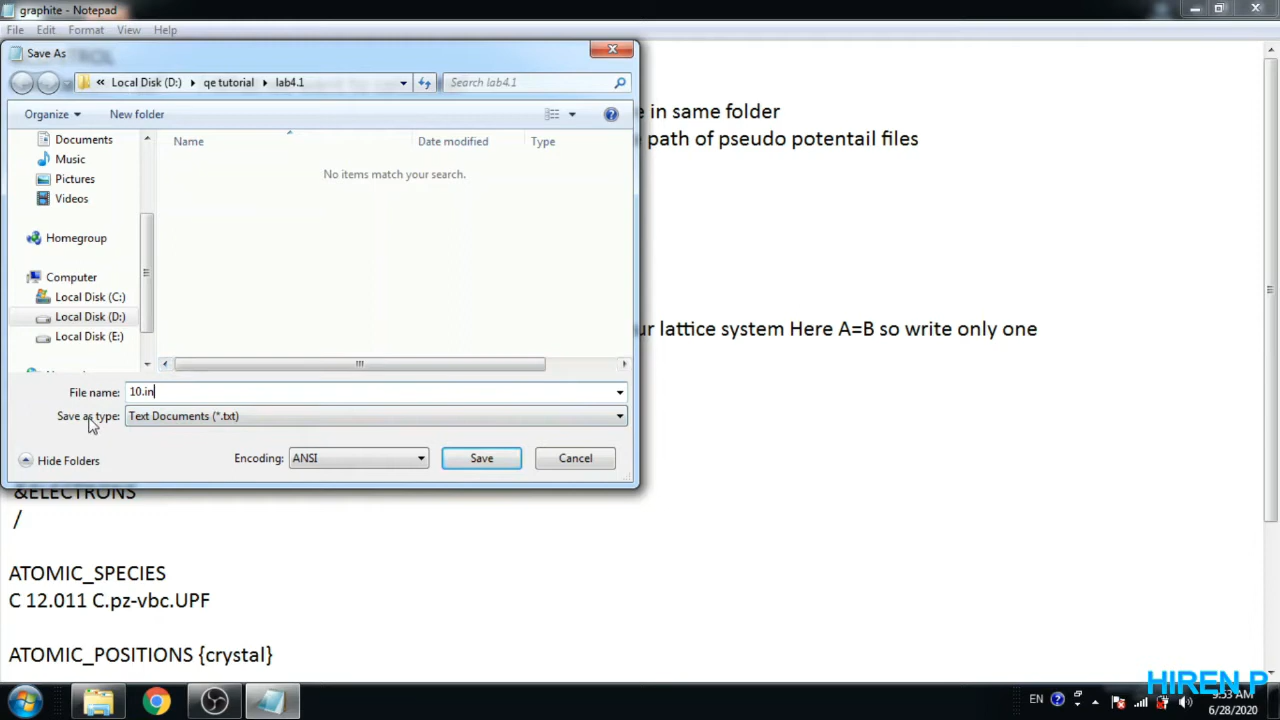 graphite - Notepad
File Edit Format View Help
Save As
« Local Disk (D:) qe tutorial lab4.1
Search lab4.1
Organize New folder
Name Date modified Type
No items match your search.
Documents
Music
Pictures
Videos
Homegroup
Computer
Local Disk (C:)
Local Disk (D:)
Local Disk (E:)
File name: 10.in
Save as type: Text Documents (*.txt)
Hide Folders
Encoding: ANSI
Save Cancel
in same folder
path of pseudo potentail files
ur lattice system Here A=B so write only one
&ELECTRONS
/
ATOMIC_SPECIES
C 12.011 C.pz-vbc.UPF
ATOMIC_POSITIONS {crystal}
HIREN P
EN
9:53 AM
6/28/2020